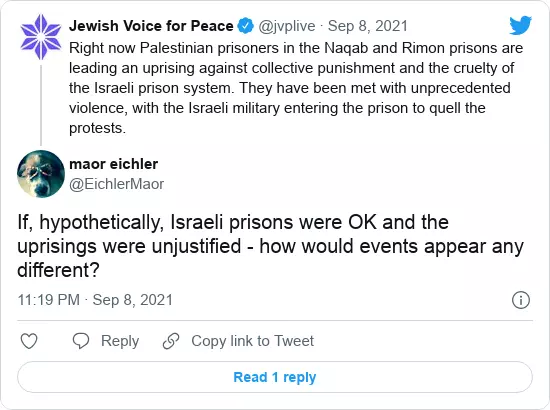 Jewish Voice for Peace @jvplive · Sep 8, 2021
Right now Palestinian prisoners in the Naqab and Rimon prisons are
leading an uprising against collective punishment and the cruelty of
the Israeli prison system. They have been met with unprecedented
violence, with the Israeli military entering the prison to quell the
protests.
maor eichler
@EichlerMaor
If, hypothetically, Israeli prisons were OK and the
uprisings were unjustified - how would events appear any
different?
11:19 PM · Sep 8, 2021
Reply Copy link to Tweet
Read 1 reply